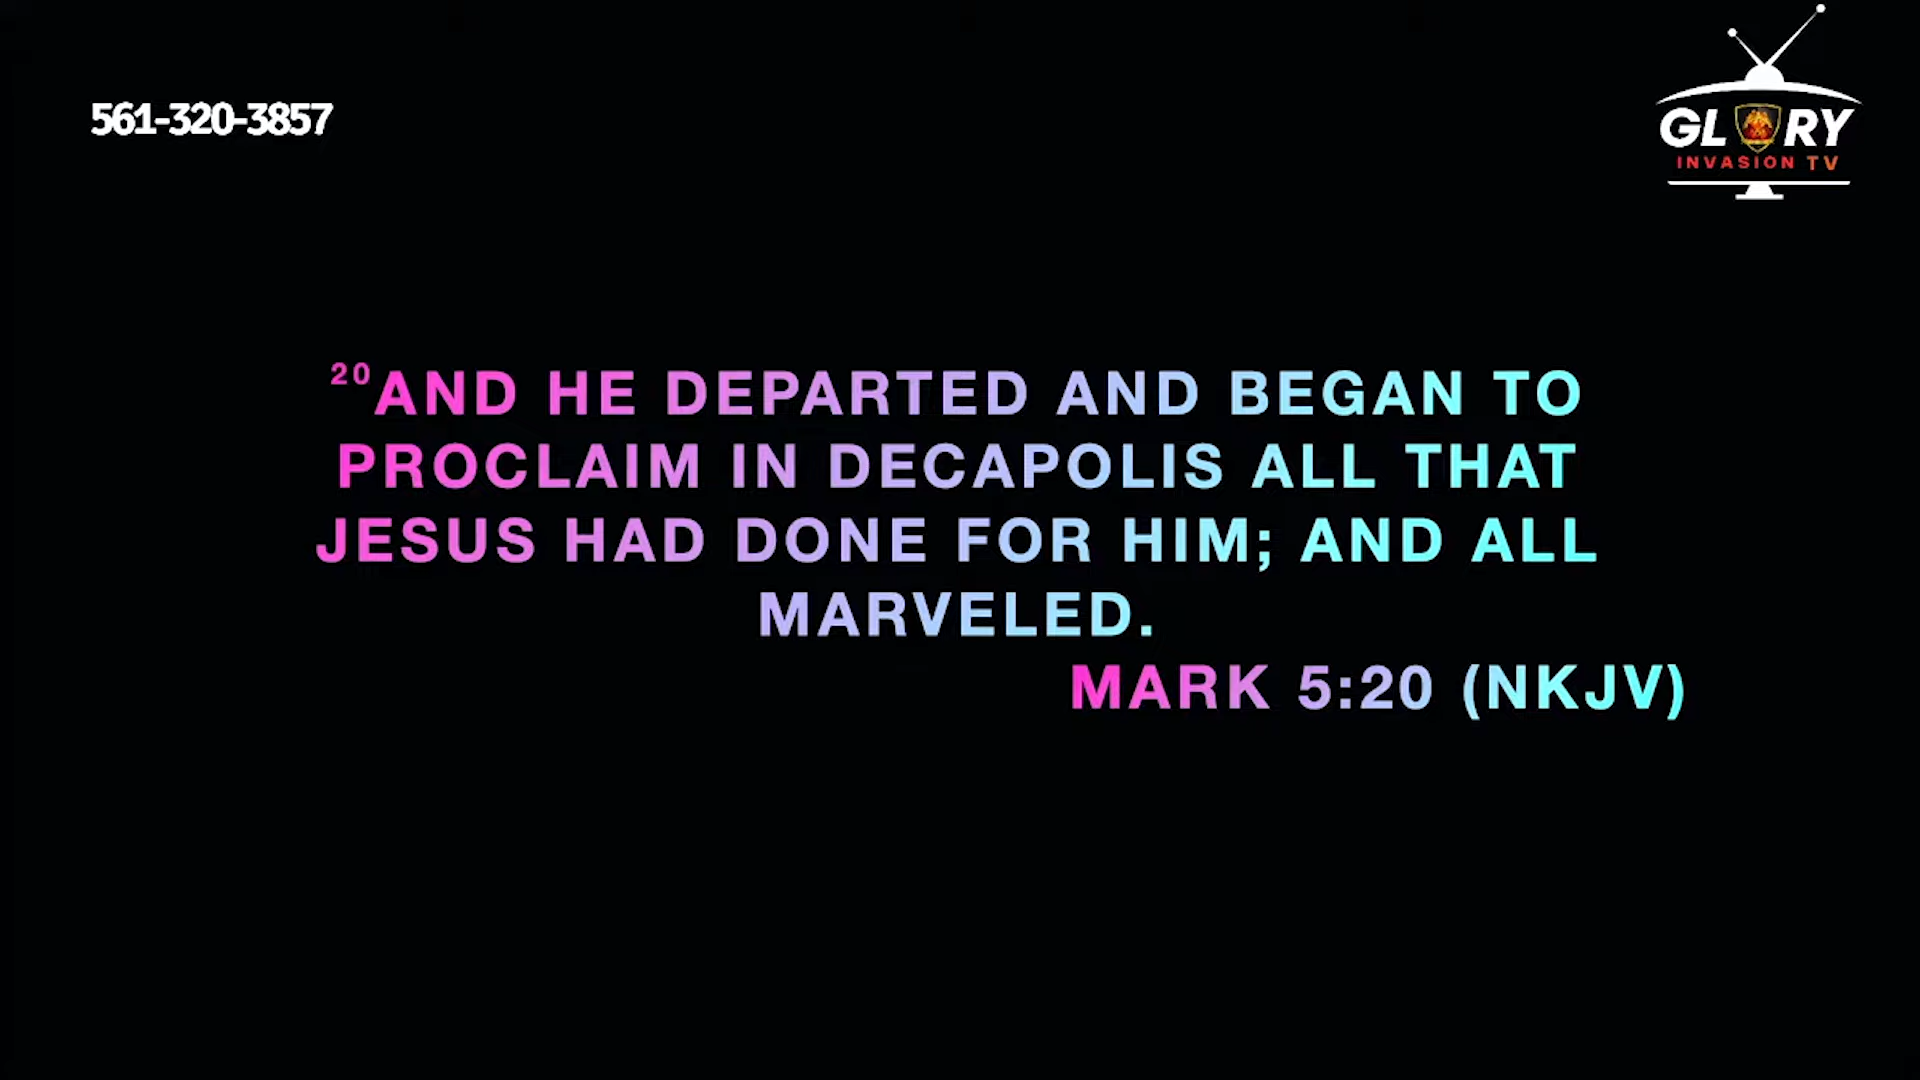 561-320-3857
GLORY
INVASION TV
20AND HE DEPARTED AND BEGAN TO
PROCLAIM IN DECAPOLIS ALL THAT
JESUS HAD DONE FOR HIM; AND ALL
MARVELED.
MARK 5:20 (NKJV)